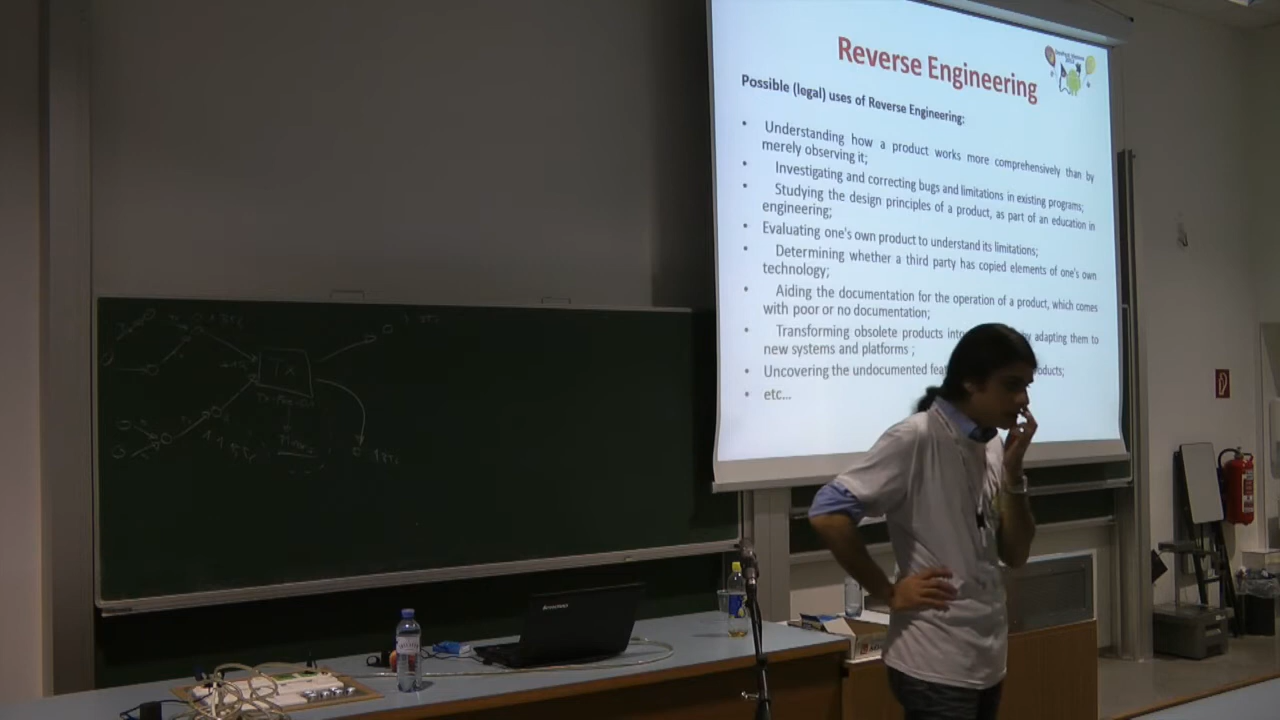 Reverse Engineering
Possible (legal) uses of Reverse Engineering:
• Understanding how a product works more comprehensively than by
merely observing it;
• Investigating and correcting bugs and limitations in existing programs;
• Studying the design principles of a product, as part of an education in
engineering;
• Evaluating one's own product to understand its limitations;
• Determining whether a third party has copied elements of one's own
technology;
• Aiding the documentation for the operation of a product, which comes
with poor or no documentation;
• Transforming obsolete products adapting them to
new systems and platforms ;
• Uncovering the undocumented
• etc...
lenovo